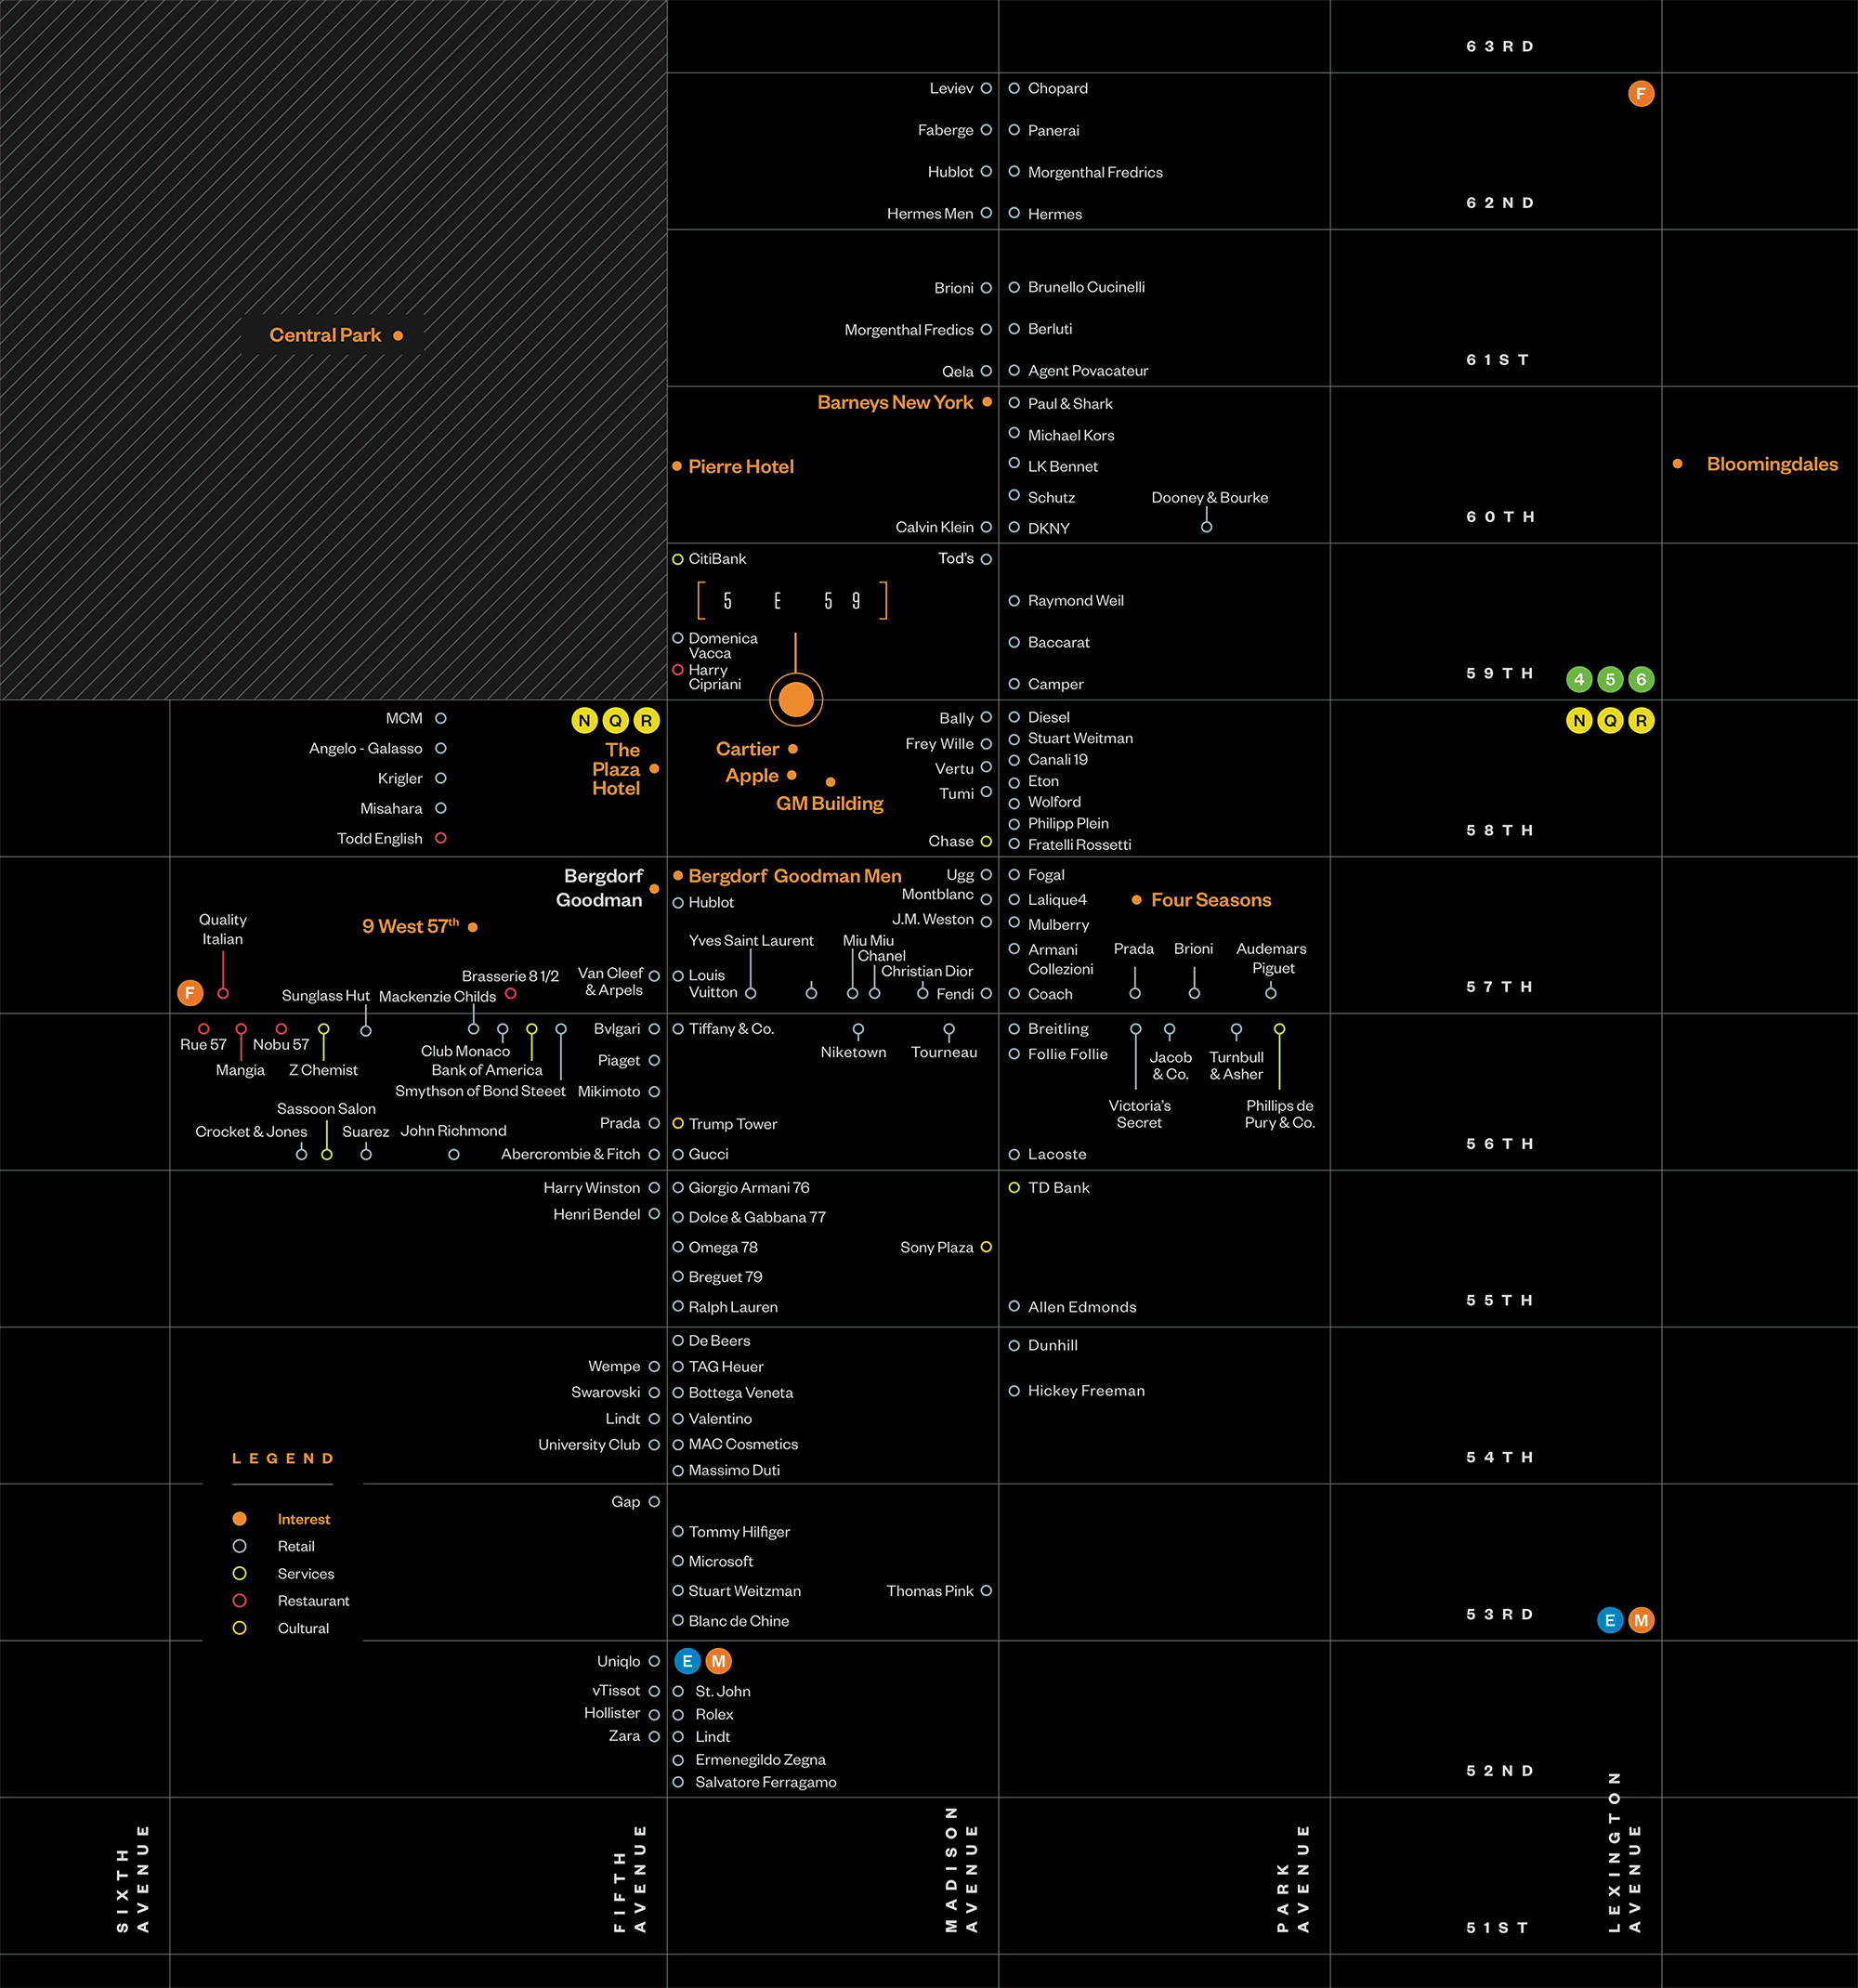 63RD
Leviev
Chopard
F
Faberge
Panerai
Hublot
Morgenthal Fredrics
62ND
Hermes Men
Hermes
Brioni
Brunello Cucinelli
Central Park
Morgenthal Fredics
Berluti
61ST
Qela
Agent Povacateur
Barneys New York
Paul & Shark
Michael Kors
Pierre Hotel
LK Bennet
Bloomingdales
Schutz
Dooney & Bourke
60TH
Calvin Klein
DKNY
CitiBank
Tod's
[ 5 E 59 ]
Raymond Weil
Domenica
Vacca
Baccarat
Harry
Cipriani
Camper
59TH
4 5 6
MCM
N Q R
Bally
Diesel
N Q R
Angelo - Galasso
The
Plaza
Hotel
Cartier
Frey Wille
Stuart Weitman
Krigler
Apple
Vertu
Canali 19
Eton
Misahara
GM Building
Tumi
Wolford
Philipp Plein
58TH
Todd English
Chase
Fratelli Rossetti
Bergdorf
Goodman
Bergdorf Goodman Men
Ugg
Fogal
Hublot
Montblanc
Lalique4
Four Seasons
Quality
Italian
9 West 57th
J.M. Weston
Mulberry
Yves Saint Laurent
Miu Miu
Chanel
Armani
Collezioni
Prada
Brioni
Audemars
Piguet
Brasserie 8 1/2
Van Cleef
& Arpels
Louis
Vuitton
Christian Dior
F
Sunglass Hut
Mackenzie Childs
Fendi
Coach
57TH
Rue 57
Nobu 57
Mangia
Z Chemist
Club Monaco
Bank of America
Smythson of Bond Steeet
Bvlgari
Piaget
Mikimoto
Tiffany & Co.
Niketown
Tourneau
Breitling
Follie Follie
Jacob
& Co.
Turnbull
& Asher
Victoria's
Secret
Phillips de
Pury & Co.
Sassoon Salon
Crocket & Jones
Suarez
John Richmond
Prada
Trump Tower
56TH
Abercrombie & Fitch
Gucci
Lacoste
Harry Winston
Giorgio Armani 76
TD Bank
Henri Bendel
Dolce & Gabbana 77
Omega 78
Sony Plaza
Breguet 79
55TH
Ralph Lauren
Allen Edmonds
De Beers
Dunhill
Wempe
TAG Heuer
Swarovski
Bottega Veneta
Hickey Freeman
Lindt
Valentino
University Club
MAC Cosmetics
54TH
Massimo Duti
LEGEND
Interest
Retail
Services
Restaurant
Cultural
Gap
Tommy Hilfiger
Microsoft
Stuart Weitzman
Thomas Pink
Blanc de Chine
53RD
E M
Uniqlo
E M
vTissot
St. John
Hollister
Rolex
Zara
Lindt
Ermenegildo Zegna
52ND
Salvatore Ferragamo
SIXTH
AVENUE
FIFTH
AVENUE
MADISON
AVENUE
PARK
AVENUE
LEXINGTON
AVENUE
51ST